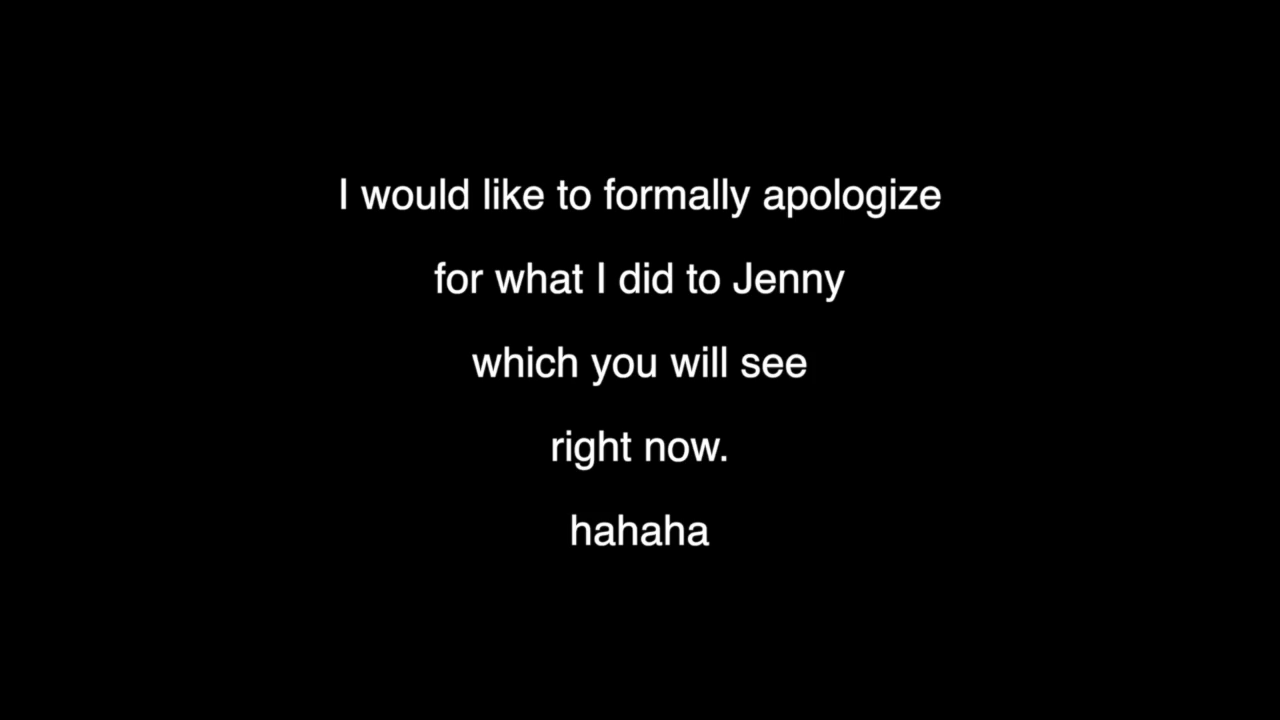 I would like to formally apologize
for what I did to Jenny
which you will see
right now.
hahaha